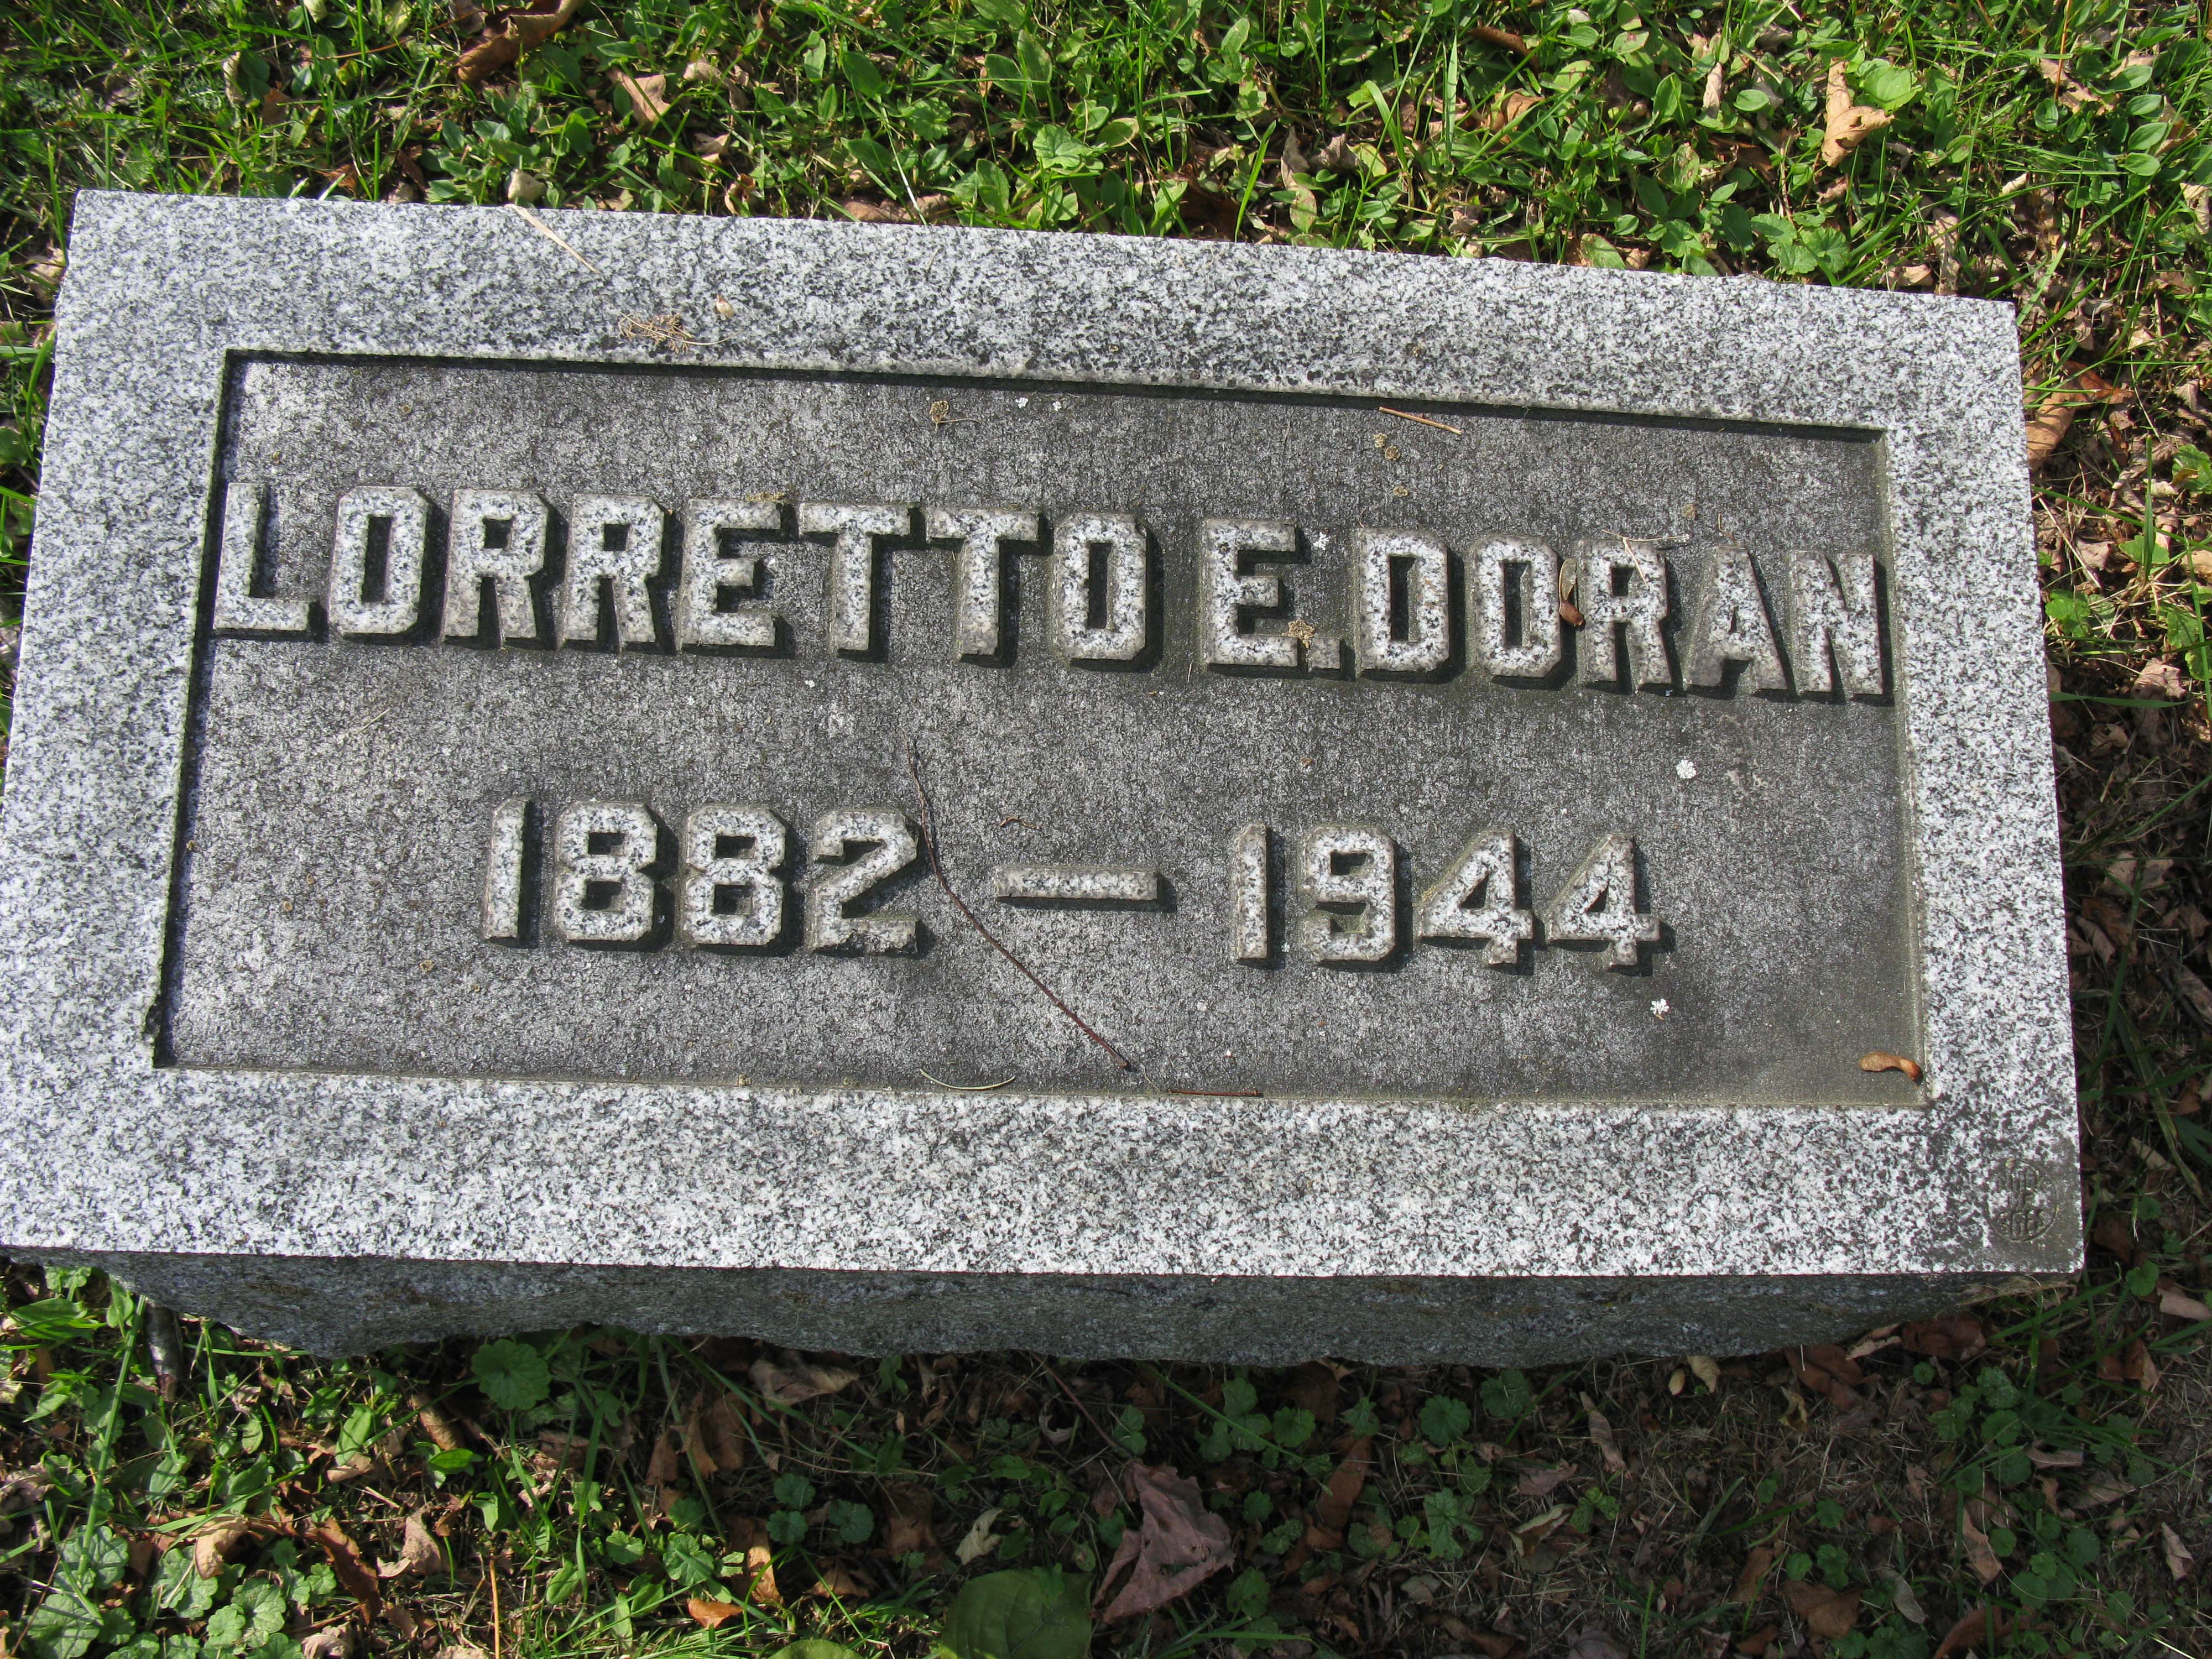 LORRETTO E. DORAN
1882 — 1944